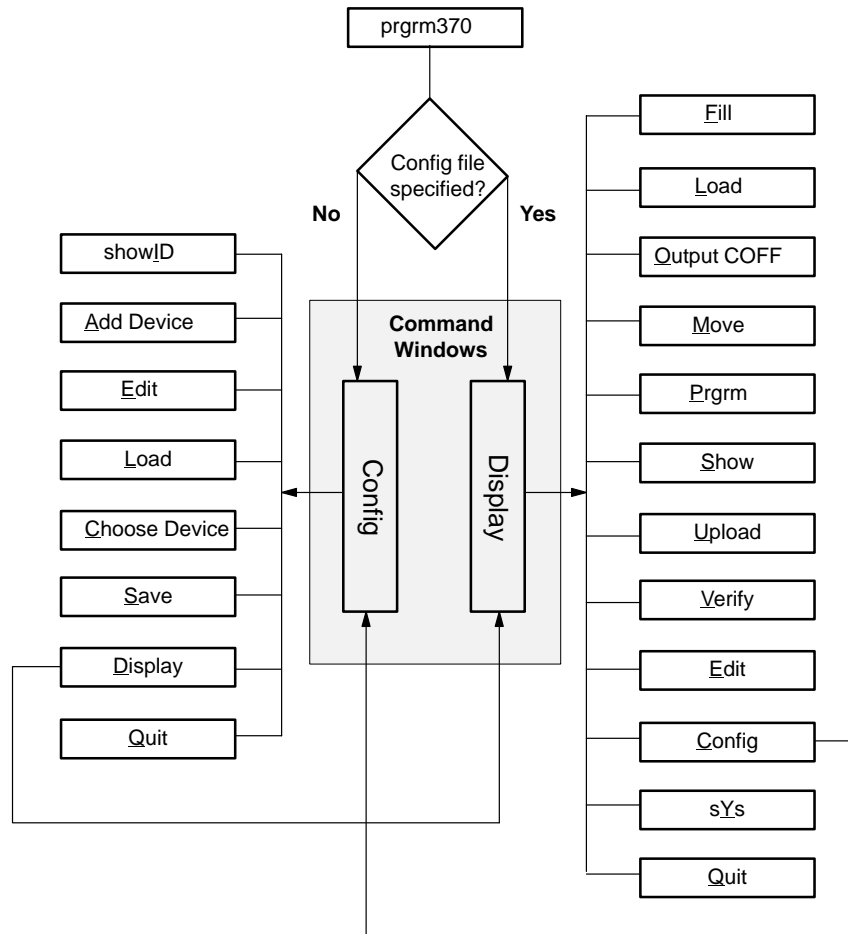 prgrm370
Config file
specified?
No
Yes
Command
Windows
Config
Display
showID
Add Device
Edit
Load
Choose Device
Save
Display
Quit
Fill
Load
Output COFF
Move
Prgrm
Show
Upload
Verify
Edit
Config
sYs
Quit